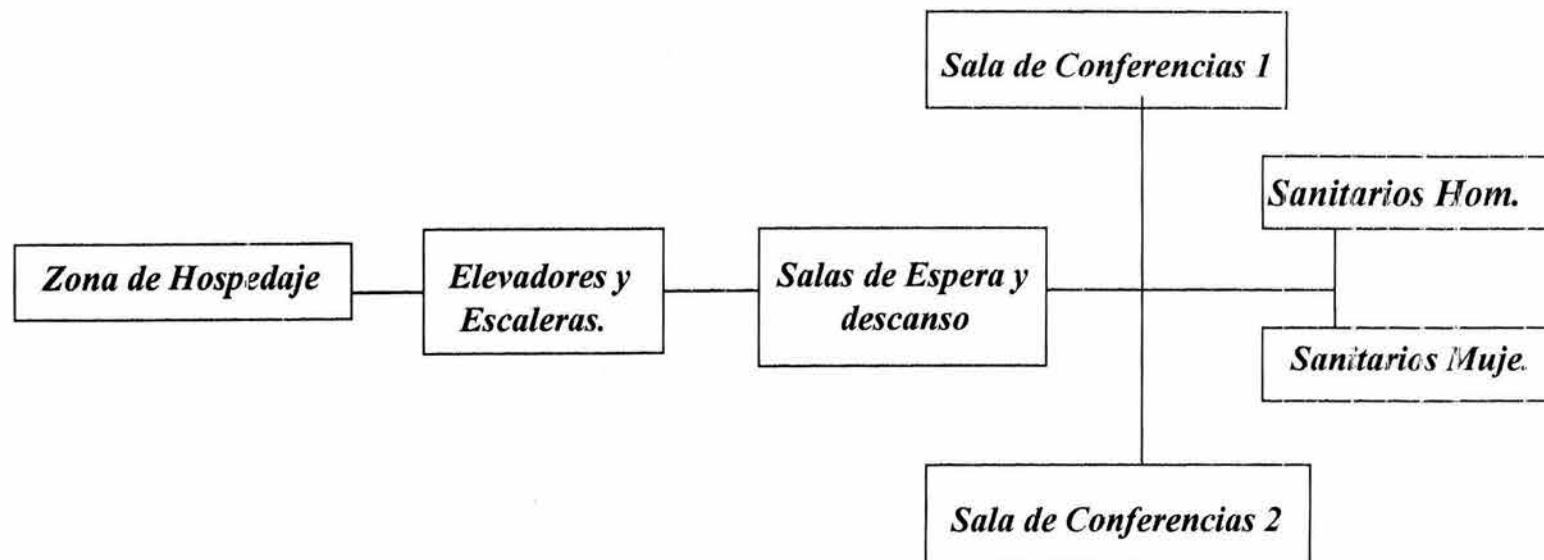 Sala de Conferencias 1
Sanitarios Hom.
Zona de Hospedaje
Elevadores y
Escaleras.
Salas de Espera y
descanso
Sanitarios Muje.
Sala de Conferencias 2